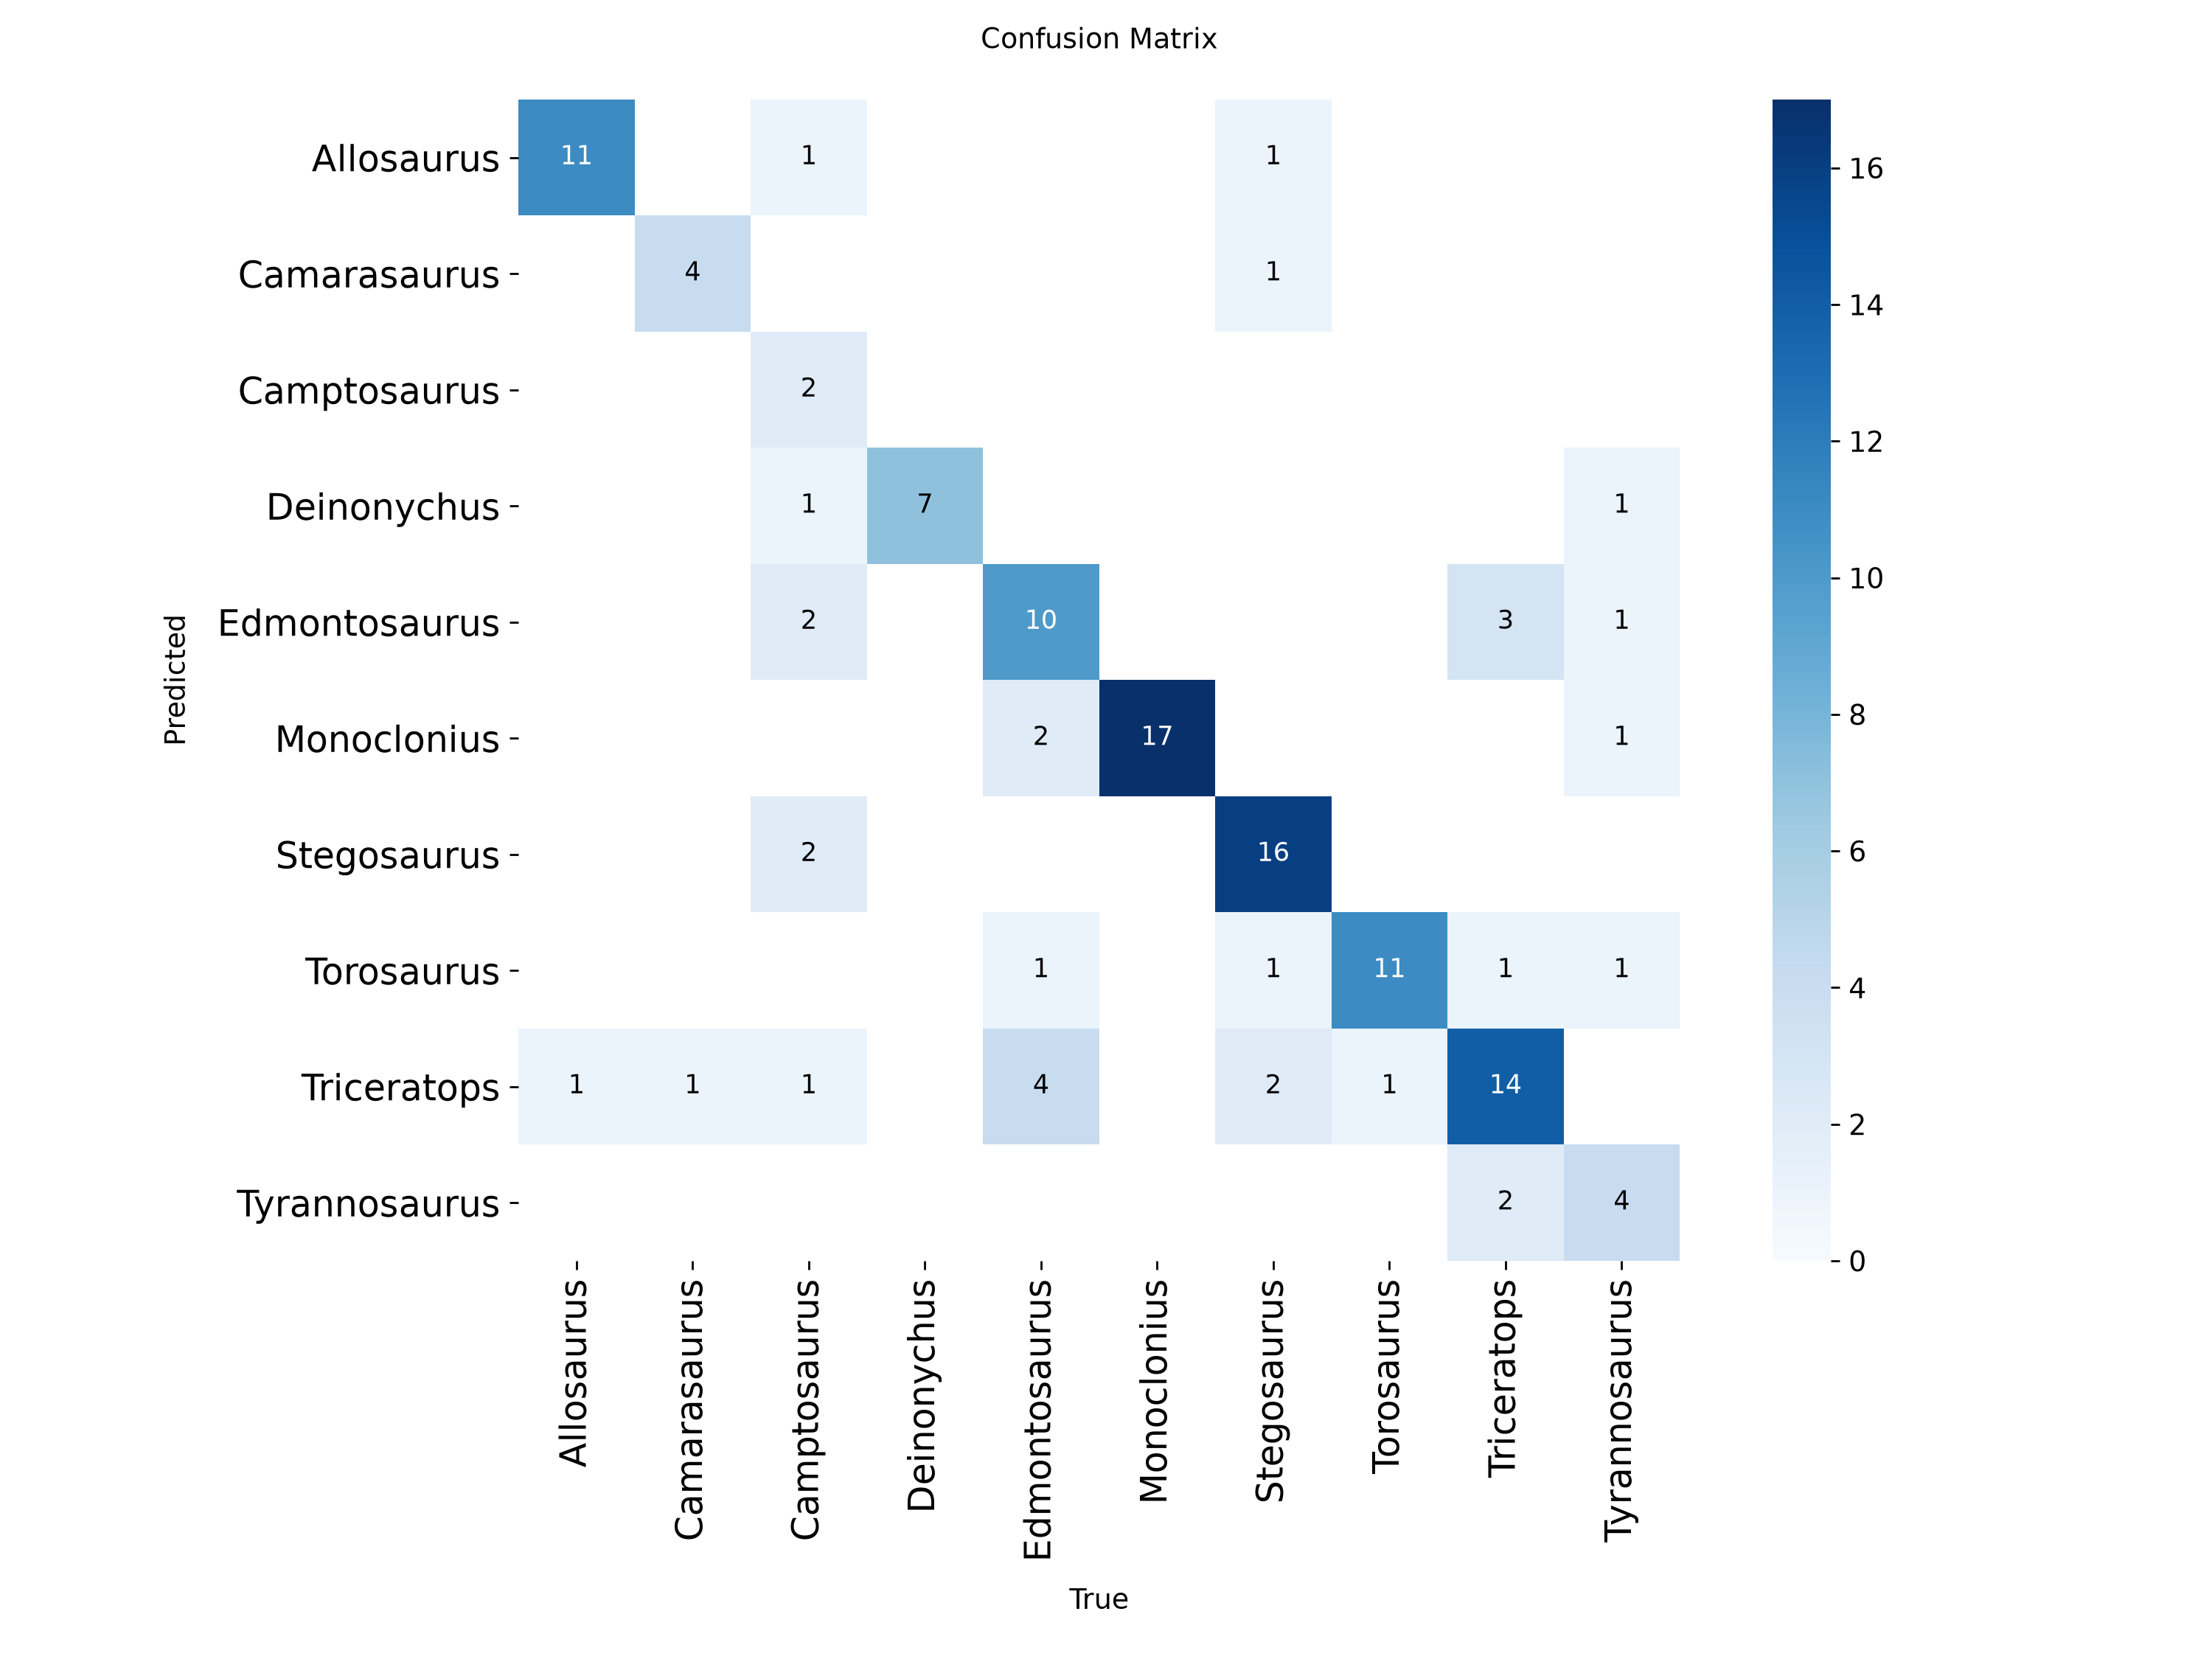 Confusion Matrix
Allosaurus 11 1 1 16
Camarasaurus 4 1 14
Camptosaurus 2 12
Deinonychus 1 7 1
Edmontosaurus 2 10 3 1 10
Predicted
Monoclonius 2 17 1 8
Stegosaurus 2 16 6
Torosaurus 1 1 11 1 1 4
Triceratops 1 1 1 4 2 1 14 2
Tyrannosaurus 2 4 0
Allosaurus
Camarasaurus
Camptosaurus
Deinonychus
Edmontosaurus
Monoclonius
Stegosaurus
Torosaurus
Triceratops
Tyrannosaurus
True